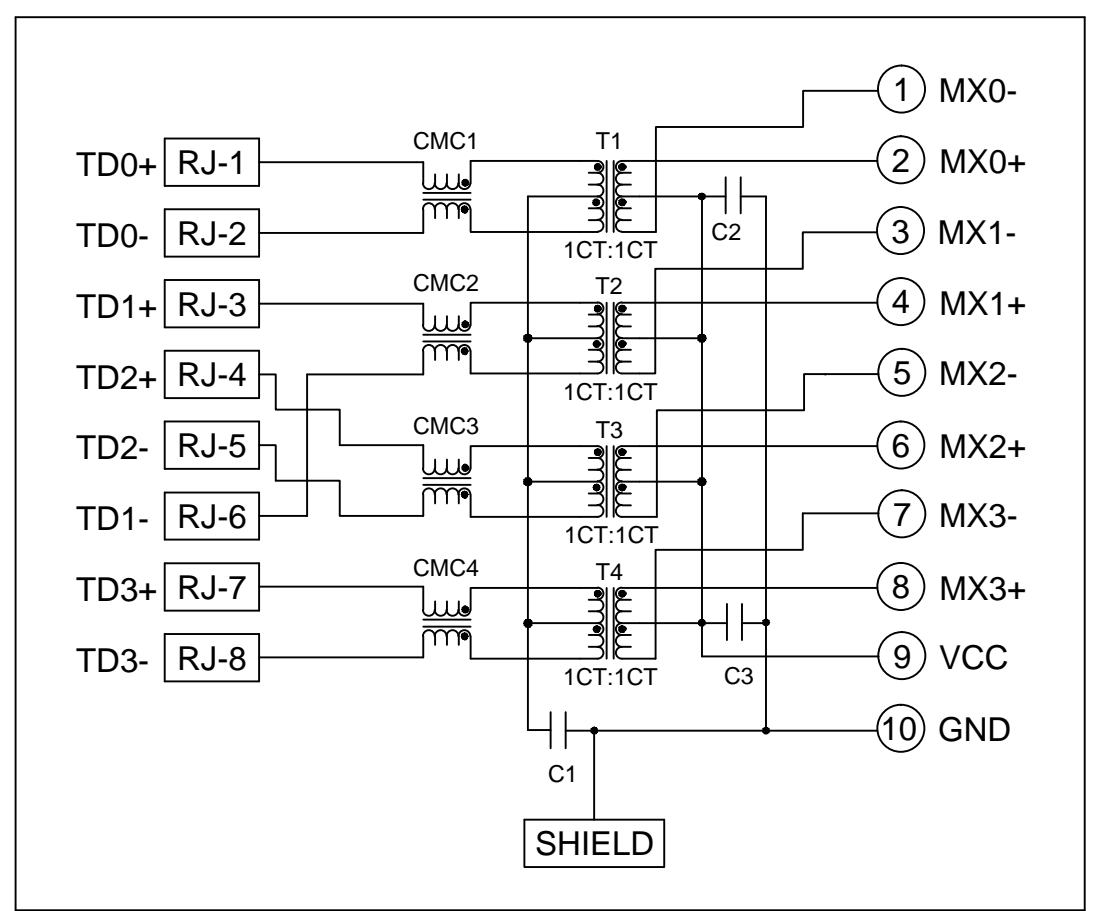 1 MX0-
CMC1 T1
TD0+ RJ-1 2 MX0+
TD0- RJ-2 C2 3 MX1-
1CT:1CT
CMC2 T2
TD1+ RJ-3 4 MX1+
TD2+ RJ-4 5 MX2-
1CT:1CT
CMC3 T3
TD2- RJ-5 6 MX2+
TD1- RJ-6 7 MX3-
1CT:1CT
CMC4 T4
TD3+ RJ-7 8 MX3+
TD3- RJ-8 9 VCC
1CT:1CT C3
10 GND
C1
SHIELD